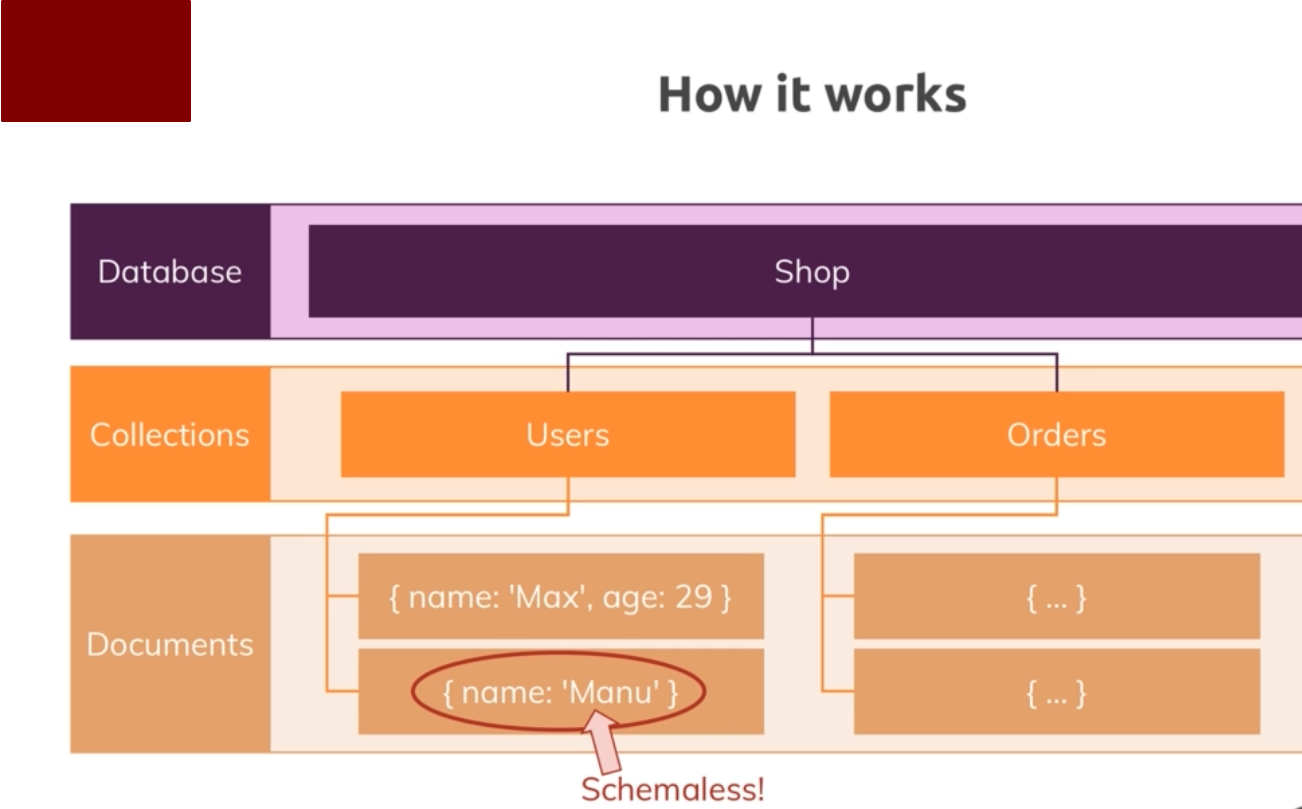 How it works
Database
Shop
Collections
Users
Orders
Documents
{ name: 'Max', age: 29 }
{ ... }
{ name: 'Manu' }
{ ... }
Schemaless!